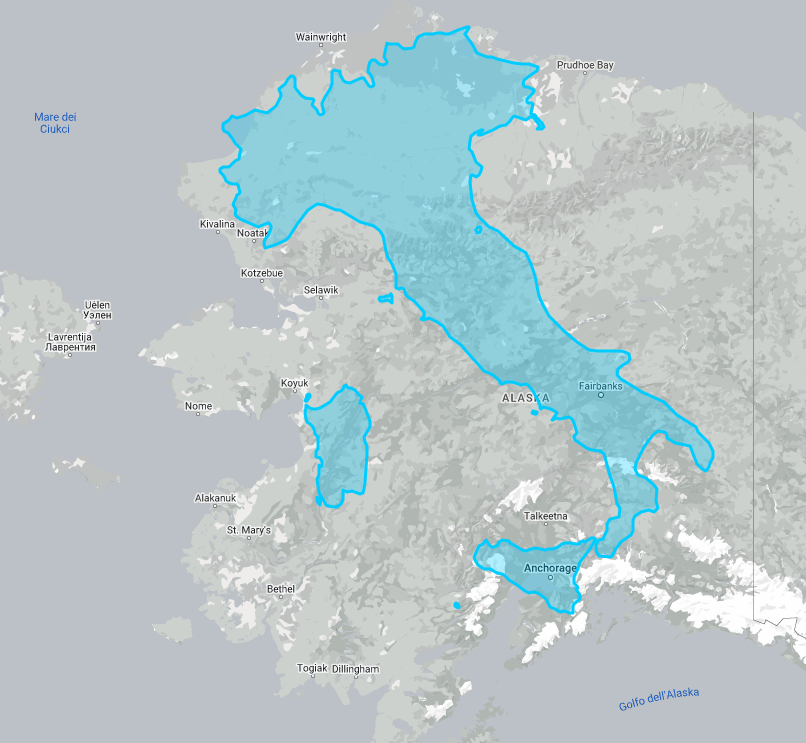 Wainwright
Prudhoe Bay
Mare dei
Ciukci
Kivalina
Noatak
Kotzebue
Selawik
Uėlen
Уэлен
Lavrentija
Лаврентия
Koyuk
Fairbanks
ALASKA
Nome
Alakanuk
Talkeetna
St. Mary's
Anchorage
Bethel
Togiak
Dillingham
Golfo dell'Alaska